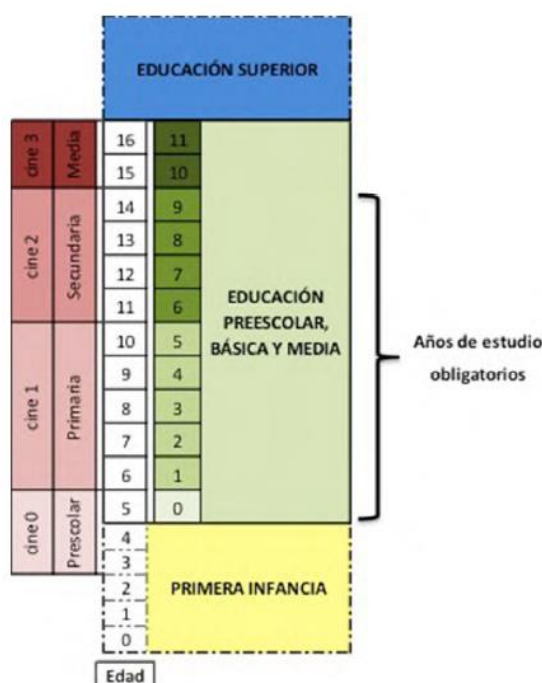 EDUCACIÓN SUPERIOR
cine 3
Media
16
11
15
10
cine 2
Secundaria
14
9
13
8
12
7
11
6
cine 1
Primaria
10
5
9
4
8
3
7
2
6
1
cine 0
Prescolar
5
0
4
3
2
1
0
EDUCACIÓN
PREESCOLAR,
BÁSICA Y MEDIA
Años de estudio
obligatorios
PRIMERA INFANCIA
Edad